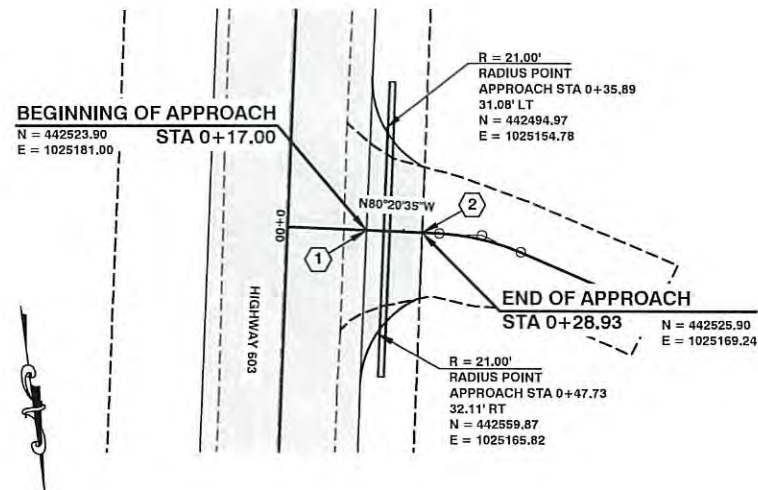 R = 21.00'
RADIUS POINT
APPROACH STA 0+35.89
31.08' LT
N = 442494.97
E = 1025154.78
BEGINNING OF APPROACH
N = 442523.90
E = 1025181.00
STA 0+17.00
N80°20'35"W
2
0+00
1
HIGHWAY 603
END OF APPROACH
STA 0+28.93
N = 442525.90
E = 1025169.24
R = 21.00'
RADIUS POINT
APPROACH STA 0+47.73
32.11' RT
N = 442559.87
E = 1025165.82